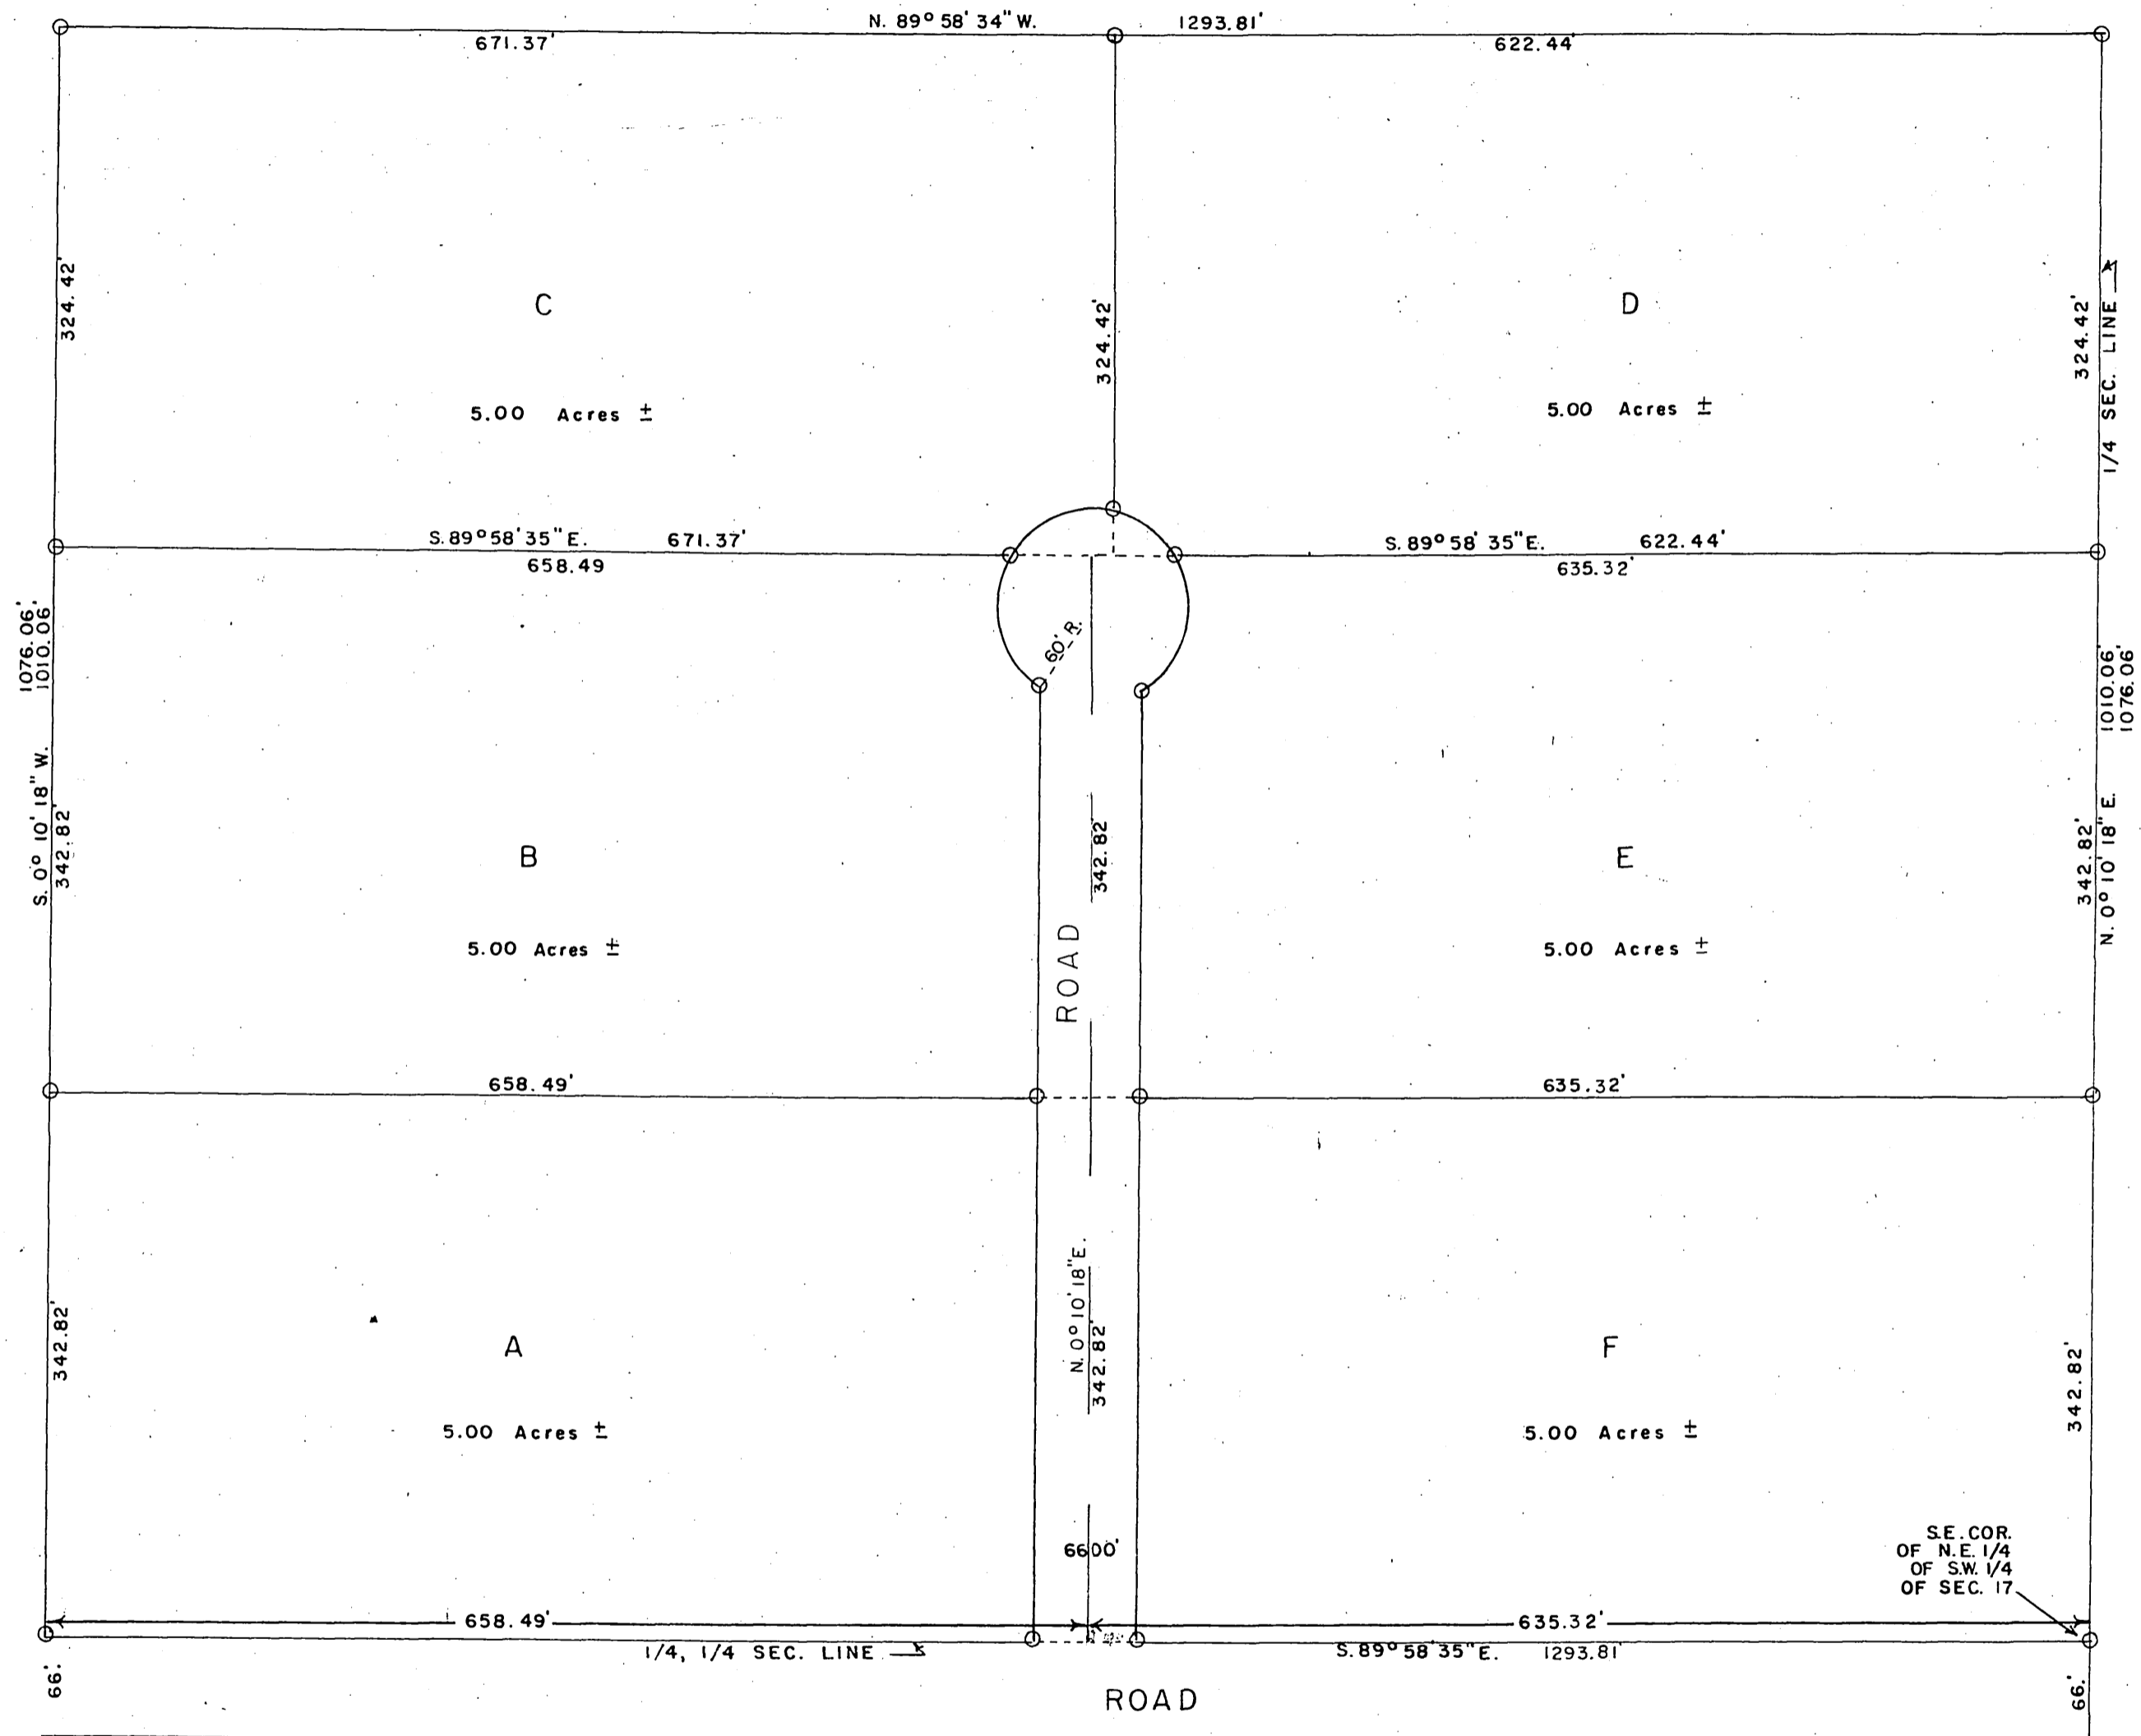 N. 89° 58' 34" W. 1293.81'
671.37'
622.44'
324.42'
C
5.00 Acres ±
324.42'
D
5.00 Acres ±
324.42'
1/4 SEC. LINE
S. 89° 58' 35" E. 671.37'
658.49
S. 89° 58' 35" E. 622.44'
635.32'
60' R.
1076.06'
1010.06'
S. 0° 10' 18" W.
342.82'
B
5.00 Acres ±
342.82'
ROAD
E
5.00 Acres ±
342.82'
1010.06'
1076.06'
N. 0° 10' 18" E.
658.49'
635.32'
342.82'
A
5.00 Acres ±
N. 0° 10' 18" E.
342.82'
6600'
F
5.00 Acres ±
342.82'
S.E. COR.
OF N.E. 1/4
OF S.W. 1/4
OF SEC. 17
658.49'
635.32'
1/4, 1/4 SEC. LINE
S. 89° 58' 35" E. 1293.81'
66'.
ROAD
66.'